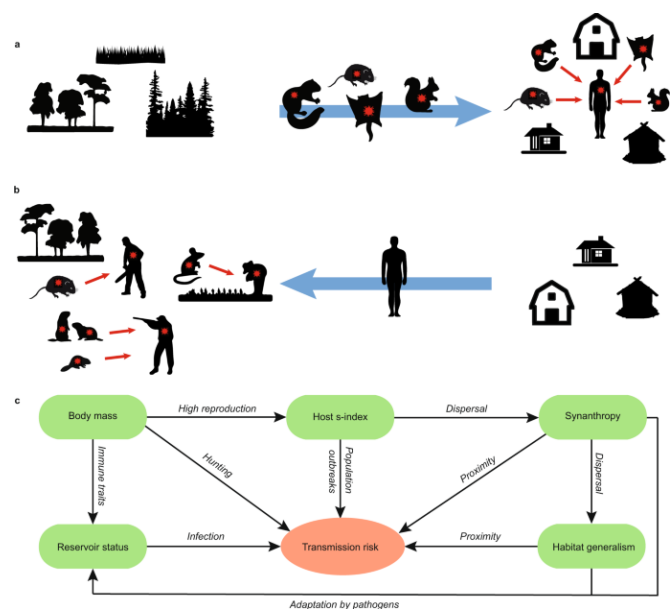 a
b
c
Body mass
High reproduction
Host s-index
Dispersal
Synanthropy
Immune traits
Hunting
Population
outbreaks
Proximity
Dispersal
Reservoir status
Infection
Transmission risk
Proximity
Habitat generalism
Adaptation by pathogens